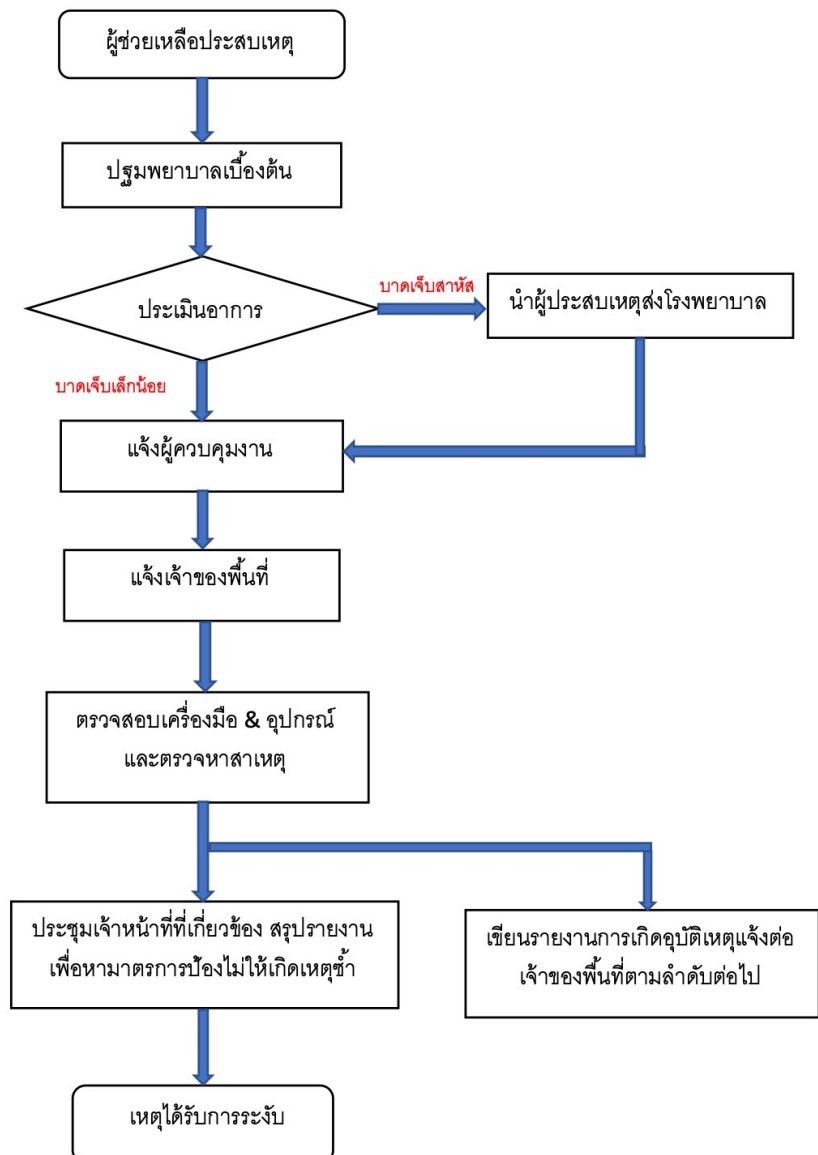 ผู้ช่วยเหลือประสบเหตุ
ปฐมพยาบาลเบื้องต้น
ประเมินอาการ
บาดเจ็บสาหัส
นำผู้ประสบเหตุส่งโรงพยาบาล
บาดเจ็บเล็กน้อย
แจ้งผู้ควบคุมงาน
แจ้งเจ้าของพื้นที่
ตรวจสอบเครื่องมือ & อุปกรณ์
และตรวจหาสาเหตุ
ประชุมเจ้าหน้าที่ที่เกี่ยวข้อง สรุปรายงาน
เพื่อหามาตรการป้องไม่ให้เกิดเหตุซ้ำ
เขียนรายงานการเกิดอุบัติเหตุแจ้งต่อ
เจ้าของพื้นที่ตามลำดับต่อไป
เหตุได้รับการระงับ